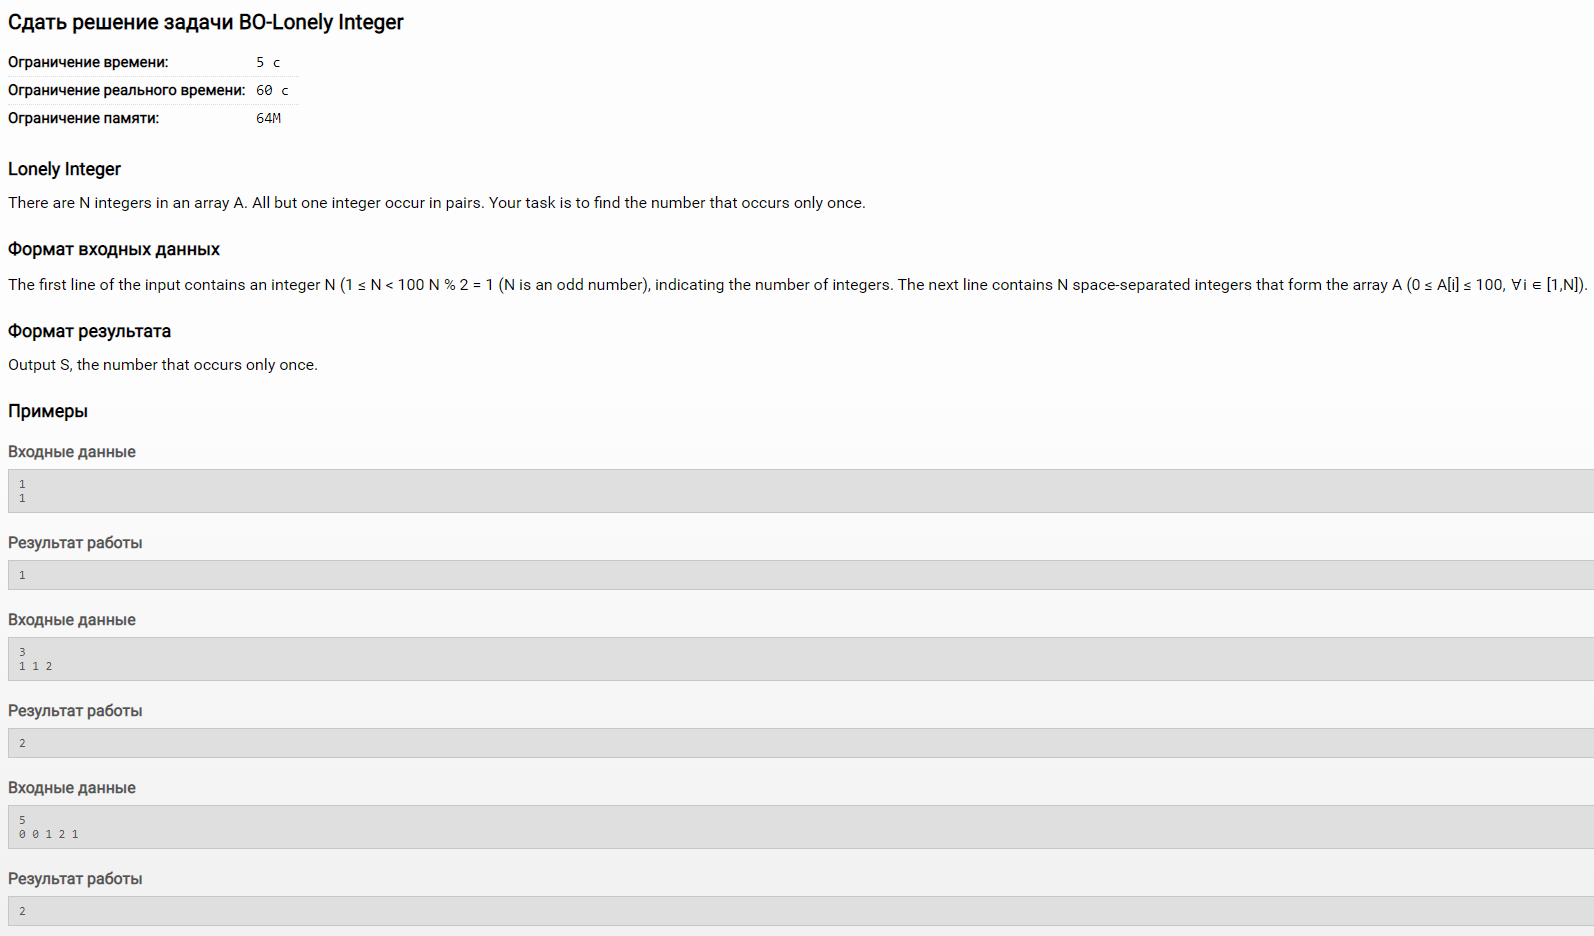 Сдать решение задачи BO-Lonely Integer
Ограничение времени: 5 с
Ограничение реального времени: 60 с
Ограничение памяти: 64M
Lonely Integer
There are N integers in an array A. All but one integer occur in pairs. Your task is to find the number that occurs only once.
Формат входных данных
The first line of the input contains an integer N (1 ≤ N < 100 N % 2 = 1 (N is an odd number), indicating the number of integers. The next line contains N space-separated integers that form the array A (0 ≤ A[i] ≤ 100, ∀ i ∈ [1,N]).
Формат результата
Output S, the number that occurs only once.
Примеры
Входные данные
1
1
Результат работы
1
Входные данные
3
1 1 2
Результат работы
2
Входные данные
5
0 0 1 2 1
Результат работы
2